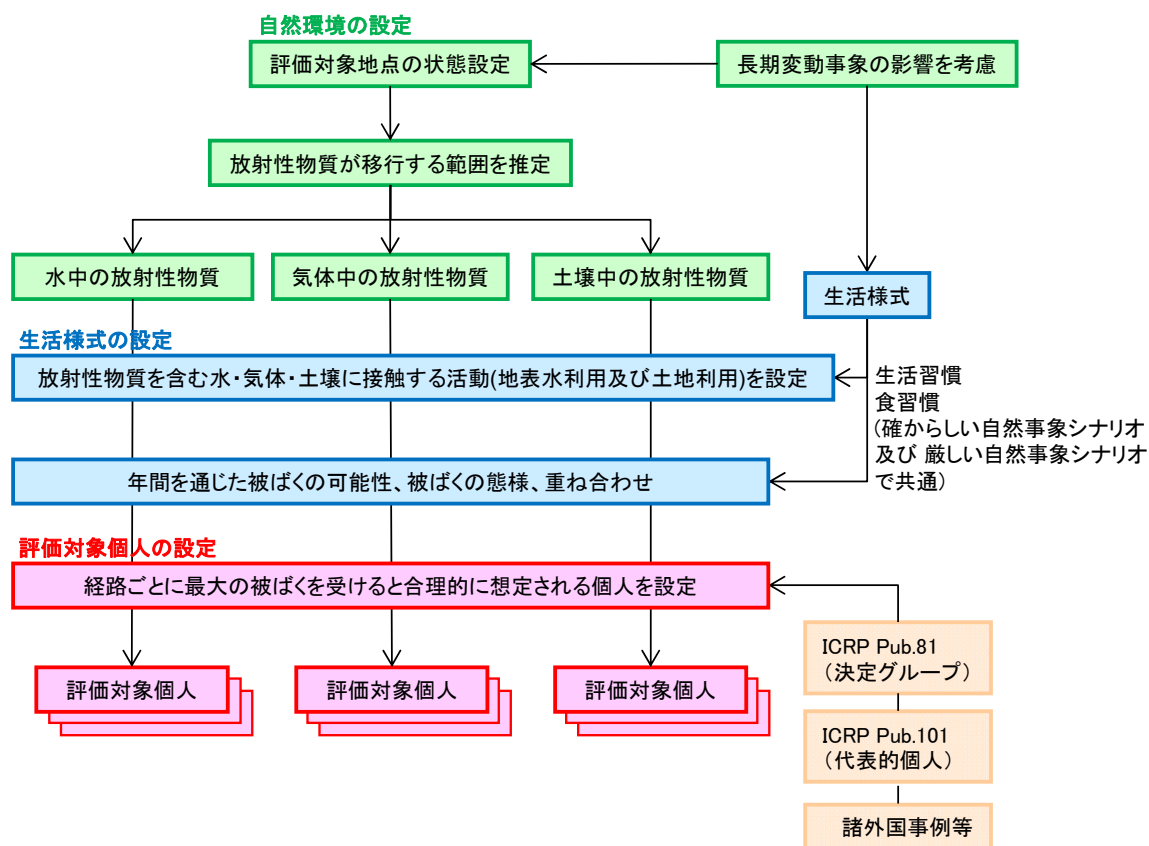 自然環境の設定
評価対象地点の状態設定
長期変動事象の影響を考慮
放射性物質が移行する範囲を推定
水中の放射性物質
気体中の放射性物質
土壌中の放射性物質
生活様式
生活様式の設定
放射性物質を含む水・気体・土壌に接触する活動(地表水利用及び土地利用)を設定
生活習慣
食習慣
(確からしい自然事象シナリオ
及び 厳しい自然事象シナリオ
で共通)
年間を通じた被ばくの可能性、被ばくの態様、重ね合わせ
評価対象個人の設定
経路ごとに最大の被ばくを受けると合理的に想定される個人を設定
評価対象個人
評価対象個人
評価対象個人
ICRP Pub.81
(決定グループ)
ICRP Pub.101
(代表的個人)
諸外国事例等